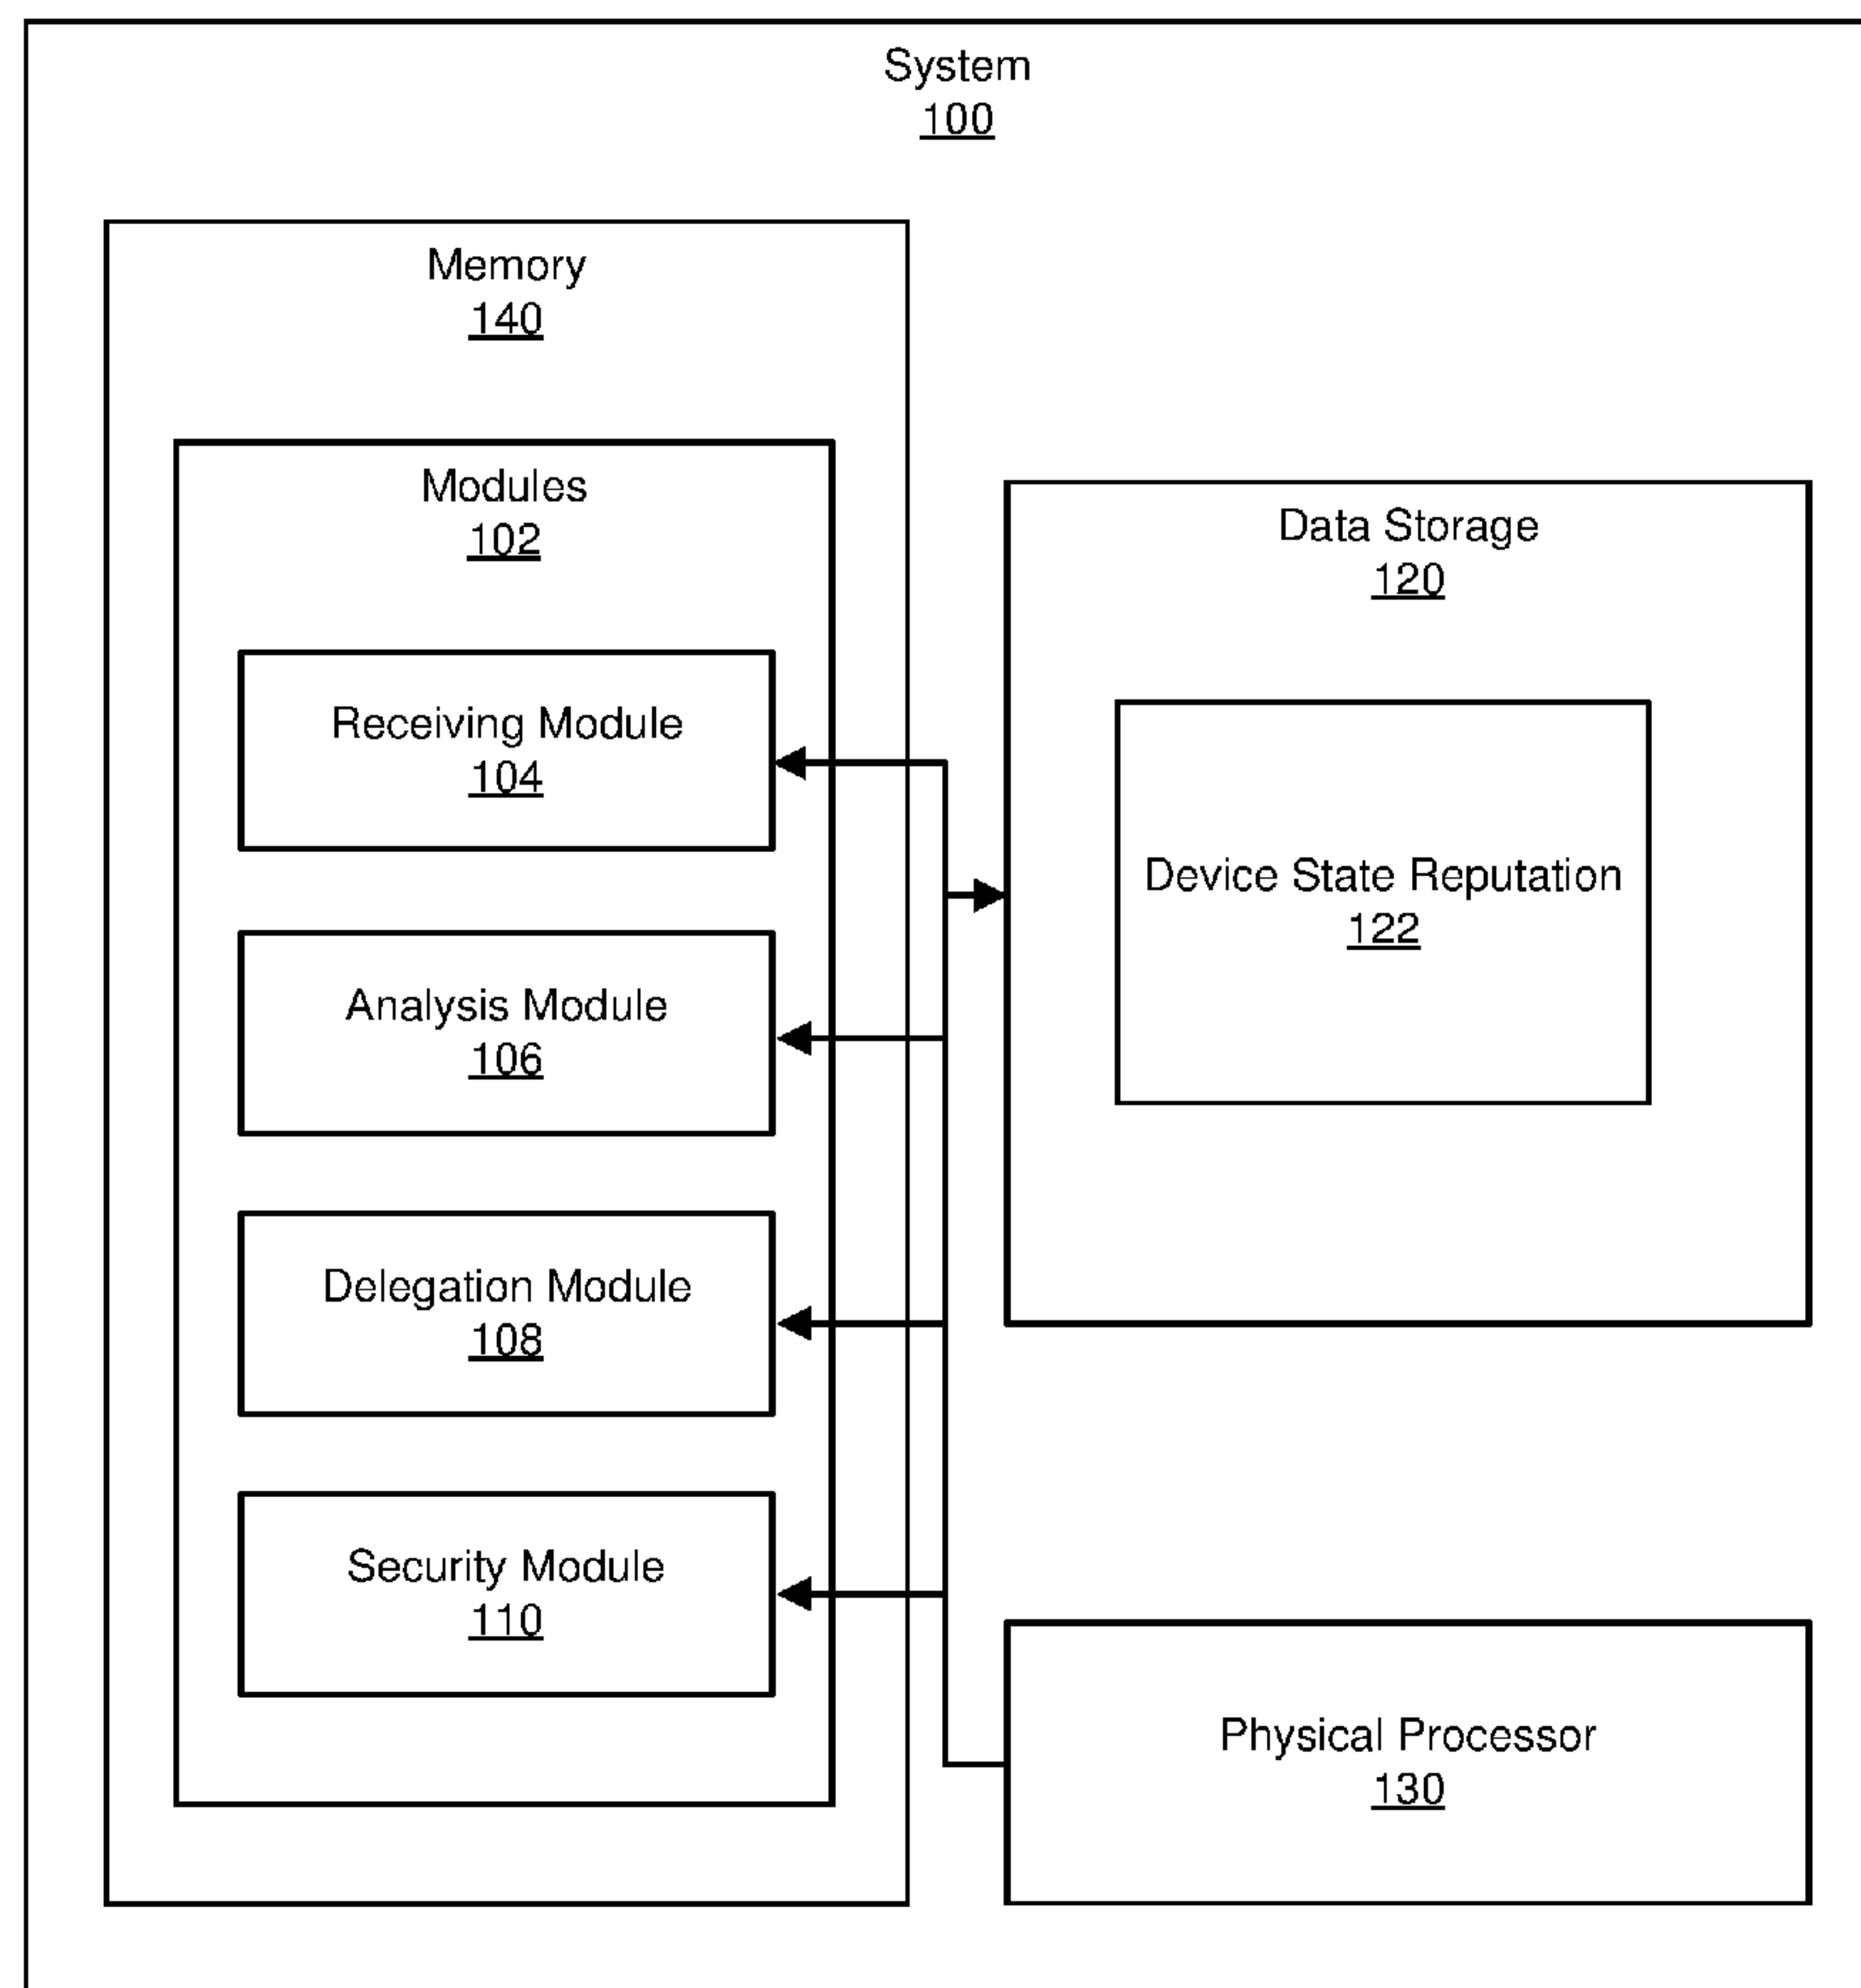 System
100
Memory
140
Modules
102
Receiving Module
104
Analysis Module
106
Delegation Module
108
Security Module
110
Data Storage
120
Device State Reputation
122
Physical Processor
130